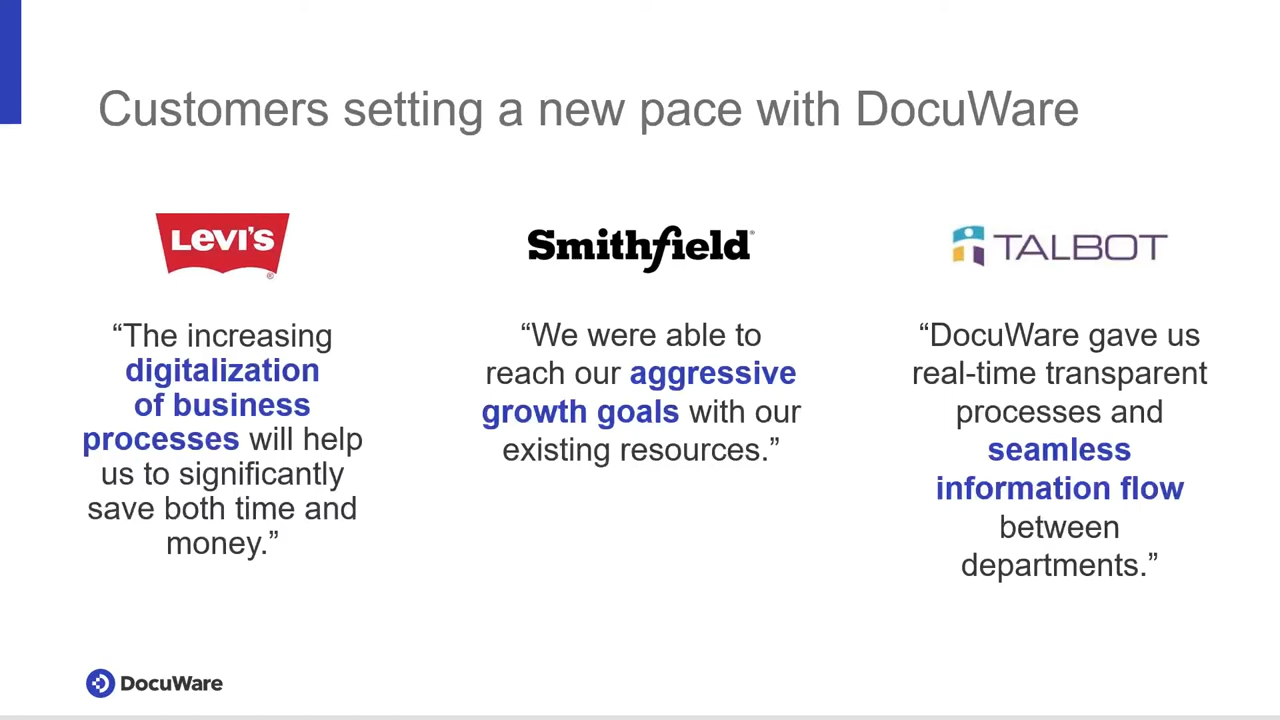 Customers setting a new pace with DocuWare
LEVI'S
®
Smithfield
TALBOT
“The increasing
digitalization
of business
processes will help
us to significantly
save both time and
money.”
“We were able to
reach our aggressive
growth goals with our
existing resources.”
“DocuWare gave us
real-time transparent
processes and
seamless
information flow
between
departments.”
DocuWare